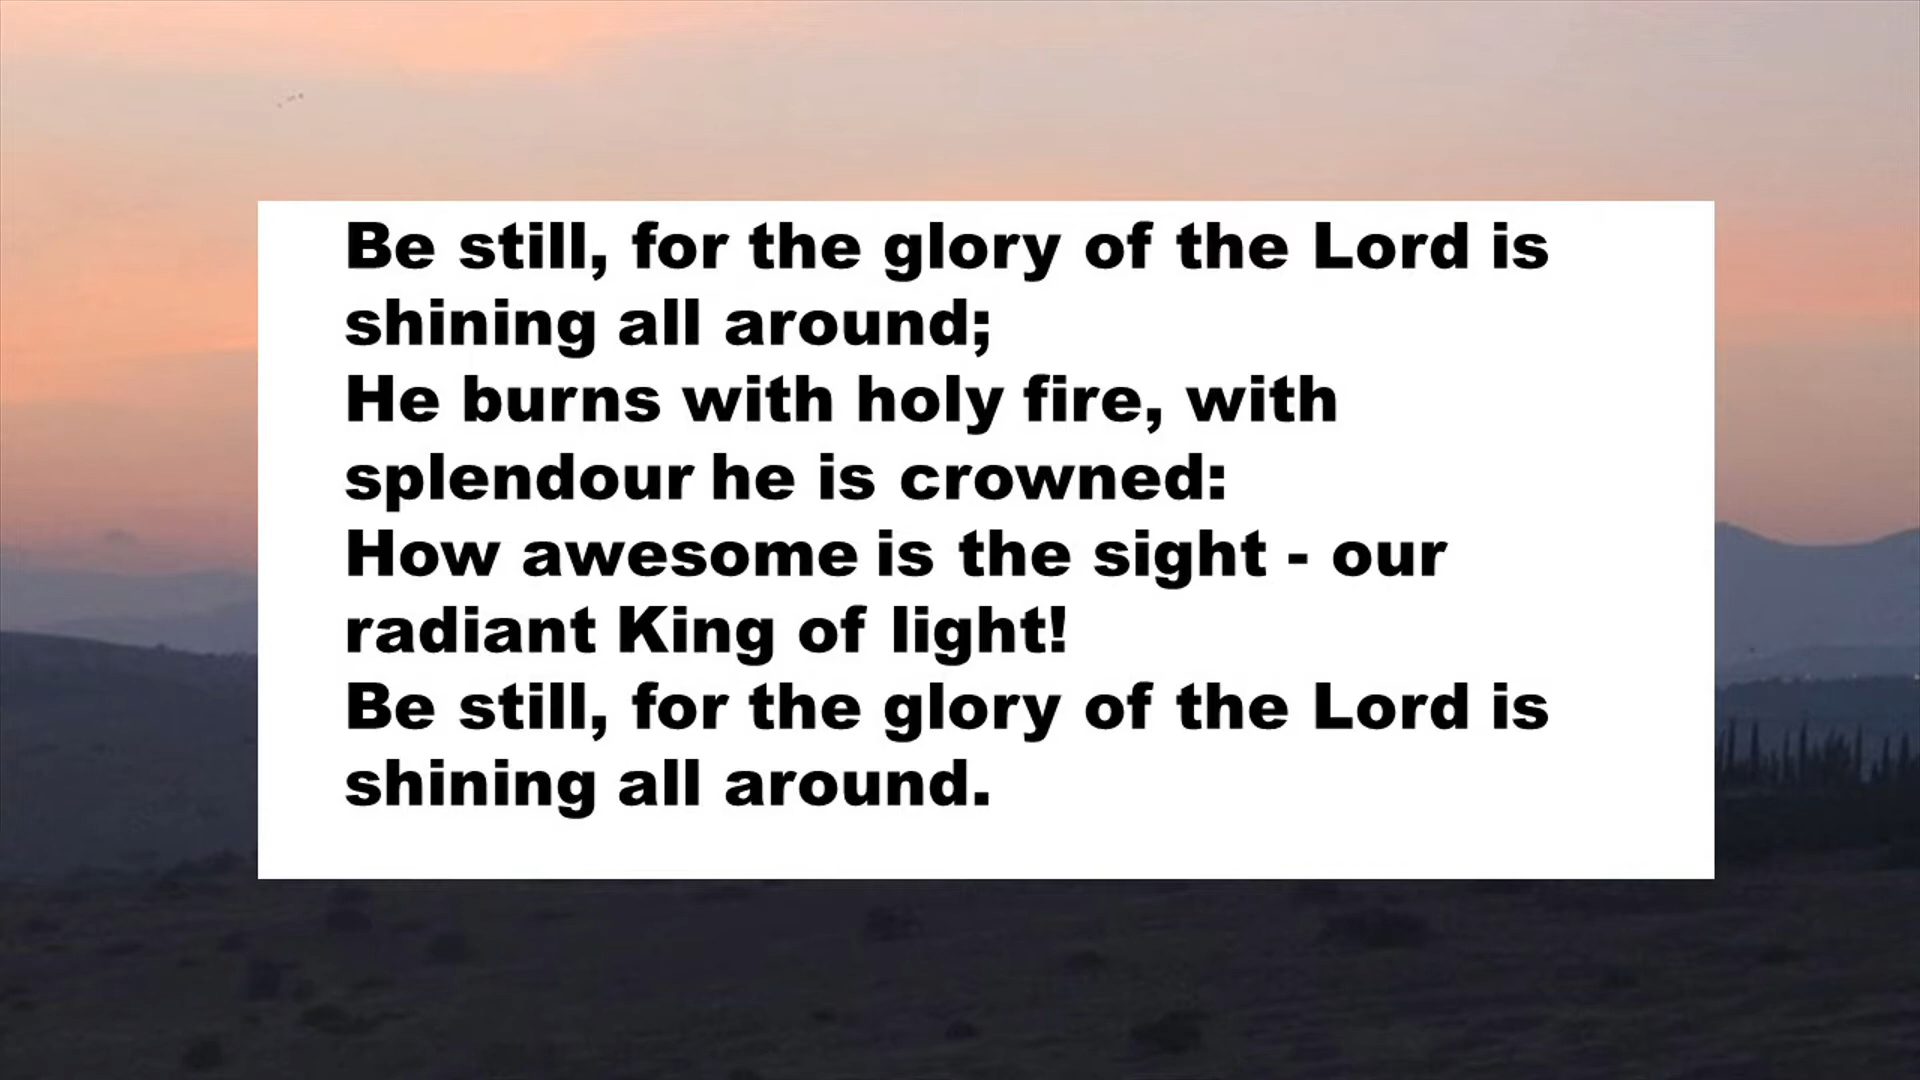 Be still, for the glory of the Lord is
shining all around;
He burns with holy fire, with
splendour he is crowned:
How awesome is the sight - our
radiant King of light!
Be still, for the glory of the Lord is
shining all around.